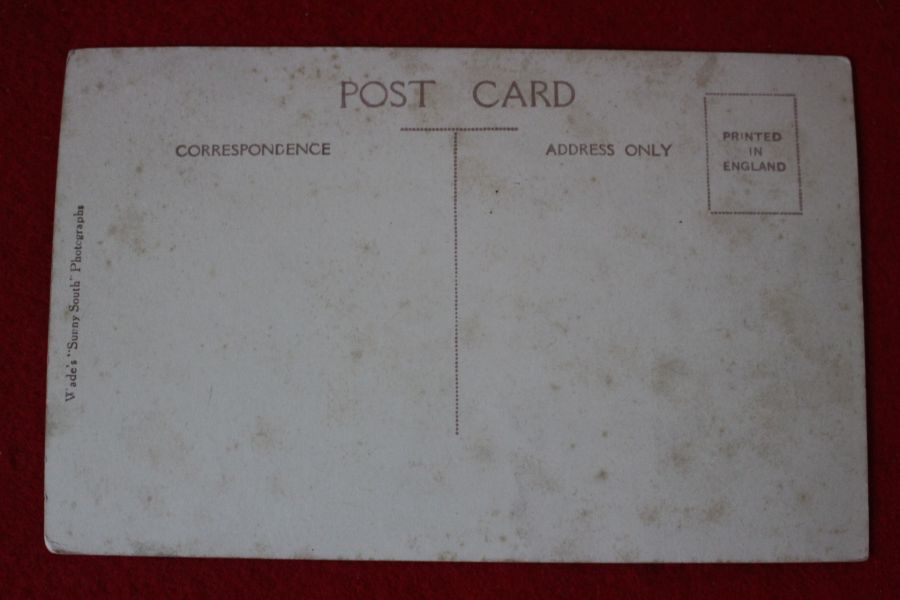 POST CARD
CORRESPONDENCE
ADDRESS ONLY
PRINTED
IN
ENGLAND
Wade's "Sunny South" Photographs